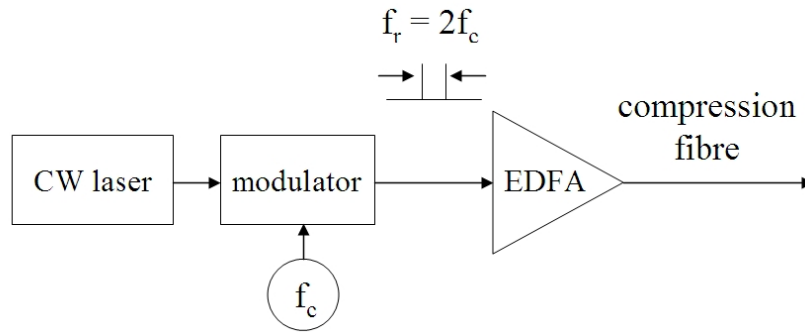 f_r = 2f_c
compression
fibre
CW laser
modulator
EDFA
f_c